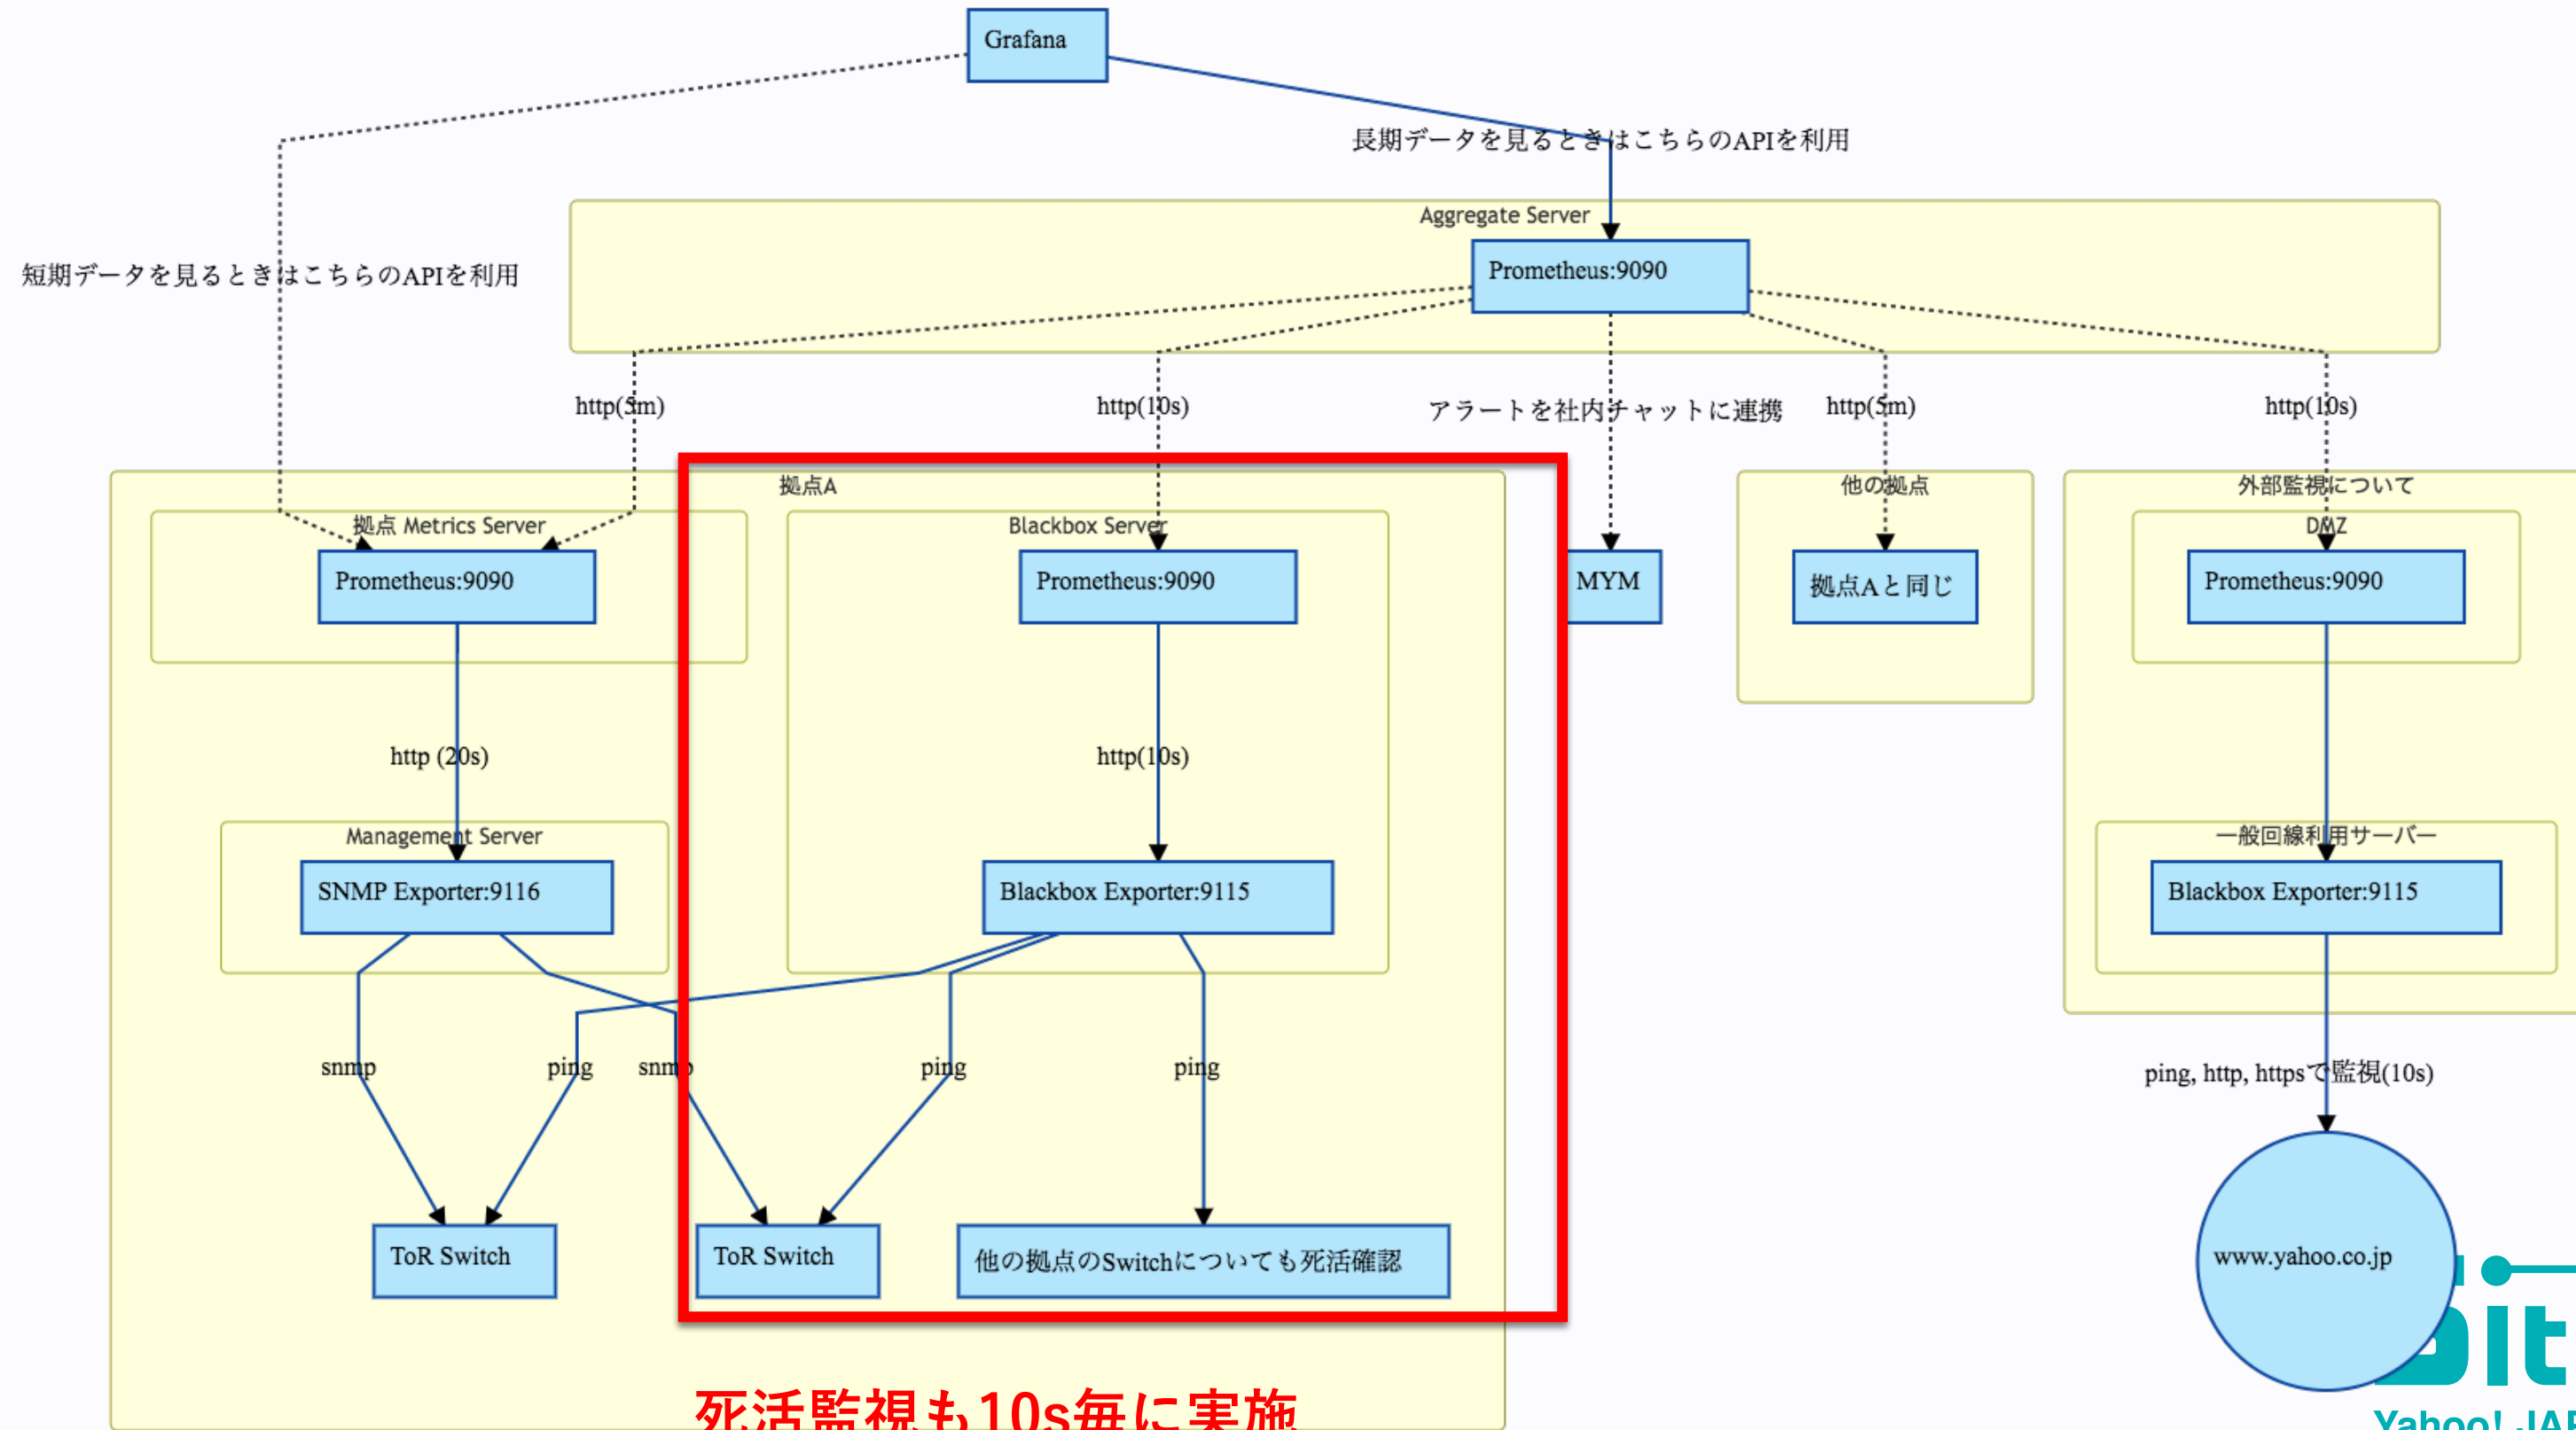 Grafana
長期データを見るときはこちらのAPIを利用
Aggregate Server
Prometheus:9090
短期データを見るときはこちらのAPIを利用
http(5m)
http(10s)
アラートを社内チャットに連携
http(5m)
http(10s)
拠点A
他の拠点
外部監視について
拠点 Metrics Server
Blackbox Server
DMZ
Prometheus:9090
Prometheus:9090
MYM
拠点Aと同じ
Prometheus:9090
http (20s)
http(10s)
Management Server
一般回線利用サーバー
SNMP Exporter:9116
Blackbox Exporter:9115
Blackbox Exporter:9115
snmp
ping
snmp
ping
ping
ping, http, httpsで監視(10s)
ToR Switch
ToR Switch
他の拠点のSwitchについても死活確認
www.yahoo.co.jp
死活監視も10s毎に実施
Yahoo!